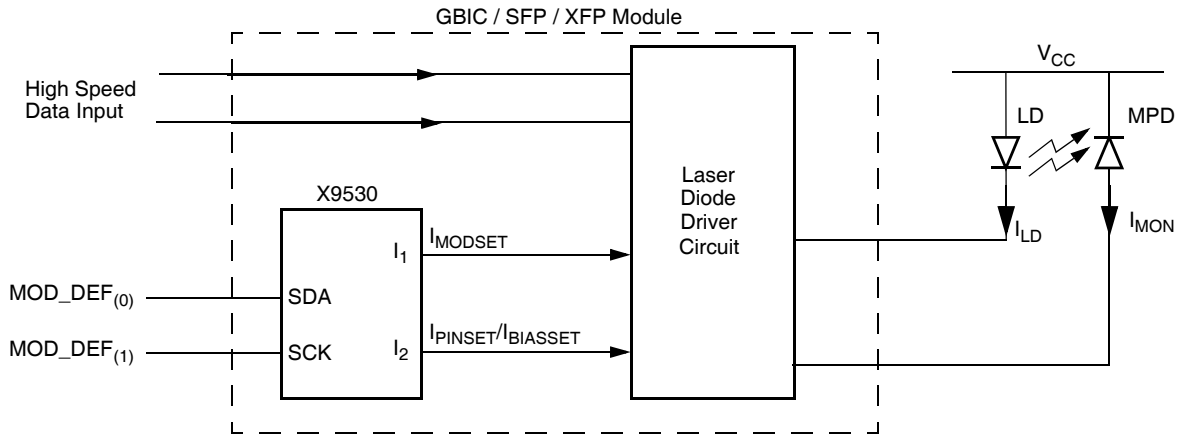 GBIC / SFP / XFP Module
High Speed
Data Input
V_CC
LD
MPD
Laser
Diode
Driver
Circuit
X9530
I_1
I_MODSET
I_LD
I_MON
MOD_DEF_(0)
SDA
I_PINSET/I_BIASSET
MOD_DEF_(1)
SCK
I_2